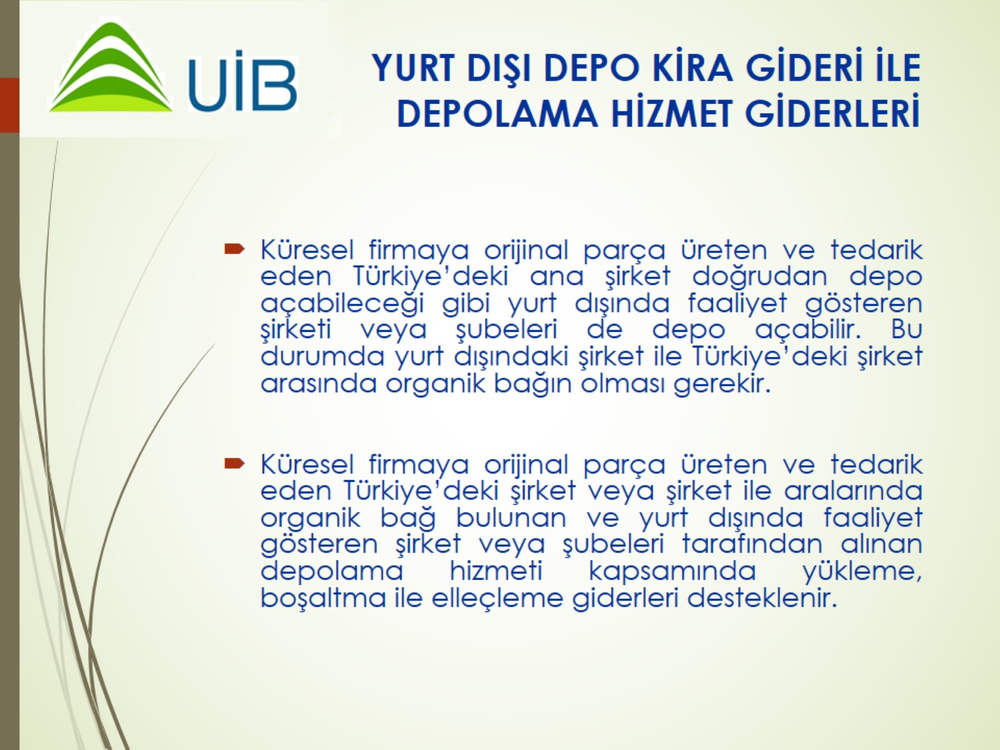 UİB
YURT DIŞI DEPO KİRA GİDERİ İLE
DEPOLAMA HİZMET GİDERLERİ
Küresel firmaya orijinal parça üreten ve tedarik
eden Türkiye’deki ana şirket doğrudan depo
açabileceği gibi yurt dışında faaliyet gösteren
şirketi veya şubeleri de depo açabilir. Bu
durumda yurt dışındaki şirket ile Türkiye’deki şirket
arasında organik bağın olması gerekir.
Küresel firmaya orijinal parça üreten ve tedarik
eden Türkiye’deki şirket veya şirket ile aralarında
organik bağ bulunan ve yurt dışında faaliyet
gösteren şirket veya şubeleri tarafından alınan
depolama hizmeti kapsamında yükleme,
boşaltma ile elleçleme giderleri desteklenir.